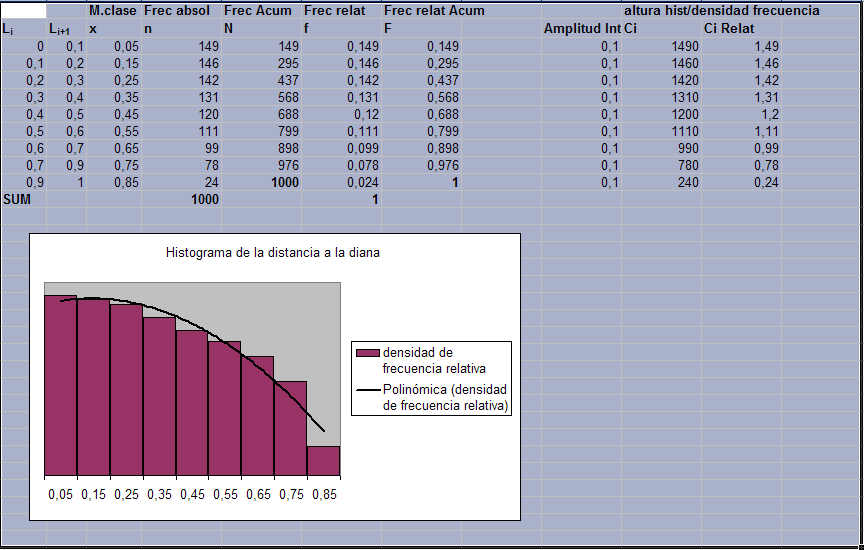 M.clase Frec absol Frec Acum Frec relat Frec relat Acum altura hist/densidad frecuencia
Li Li+1 x n N f F Amplitud Int Ci Ci Relat
0 0,1 0,05 149 149 0,149 0,149 0,1 1490 1,49
0,1 0,2 0,15 146 295 0,146 0,295 0,1 1460 1,46
0,2 0,3 0,25 142 437 0,142 0,437 0,1 1420 1,42
0,3 0,4 0,35 131 568 0,131 0,568 0,1 1310 1,31
0,4 0,5 0,45 120 688 0,12 0,688 0,1 1200 1,2
0,5 0,6 0,55 111 799 0,111 0,799 0,1 1110 1,11
0,6 0,7 0,65 99 898 0,099 0,898 0,1 990 0,99
0,7 0,9 0,75 78 976 0,078 0,976 0,1 780 0,78
0,9 1 0,85 24 1000 0,024 1 0,1 240 0,24
SUM 1000 1
Histograma de la distancia a la diana
densidad de
frecuencia relativa
Polinómica (densidad
de frecuencia relativa)
0,05 0,15 0,25 0,35 0,45 0,55 0,65 0,75 0,85